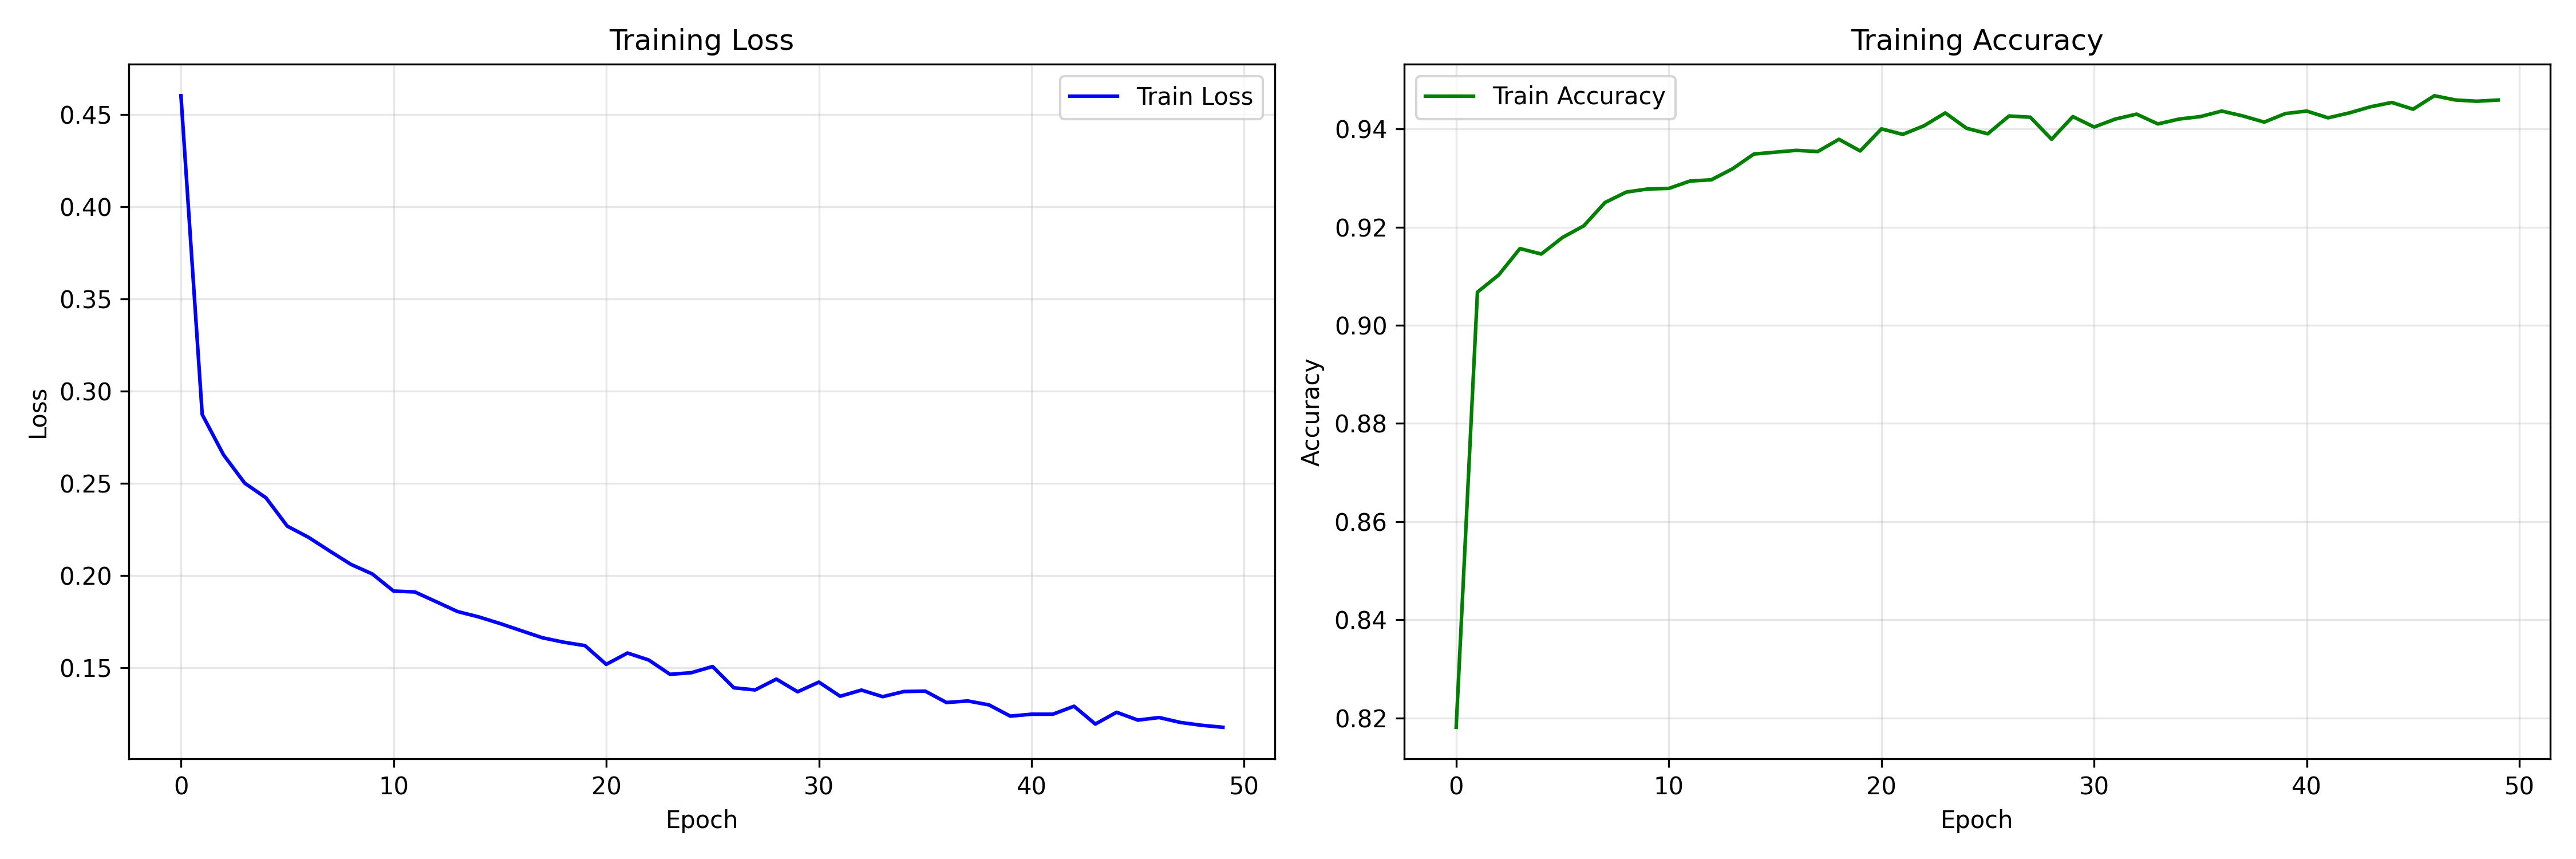 Training Loss
Train Loss
0.45
0.40
0.35
0.30
0.25
0.20
0.15
Loss
0 10 20 30 40 50
Epoch
Training Accuracy
Train Accuracy
0.94
0.92
0.90
0.88
0.86
0.84
0.82
Accuracy
0 10 20 30 40 50
Epoch